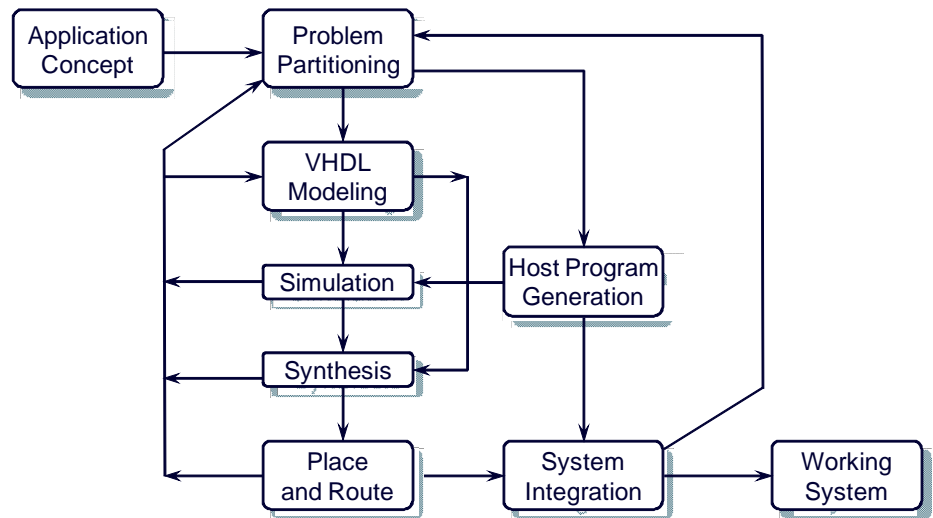 Application
Concept
Problem
Partitioning
VHDL
Modeling
Simulation
Host Program
Generation
Synthesis
Place
and Route
System
Integration
Working
System